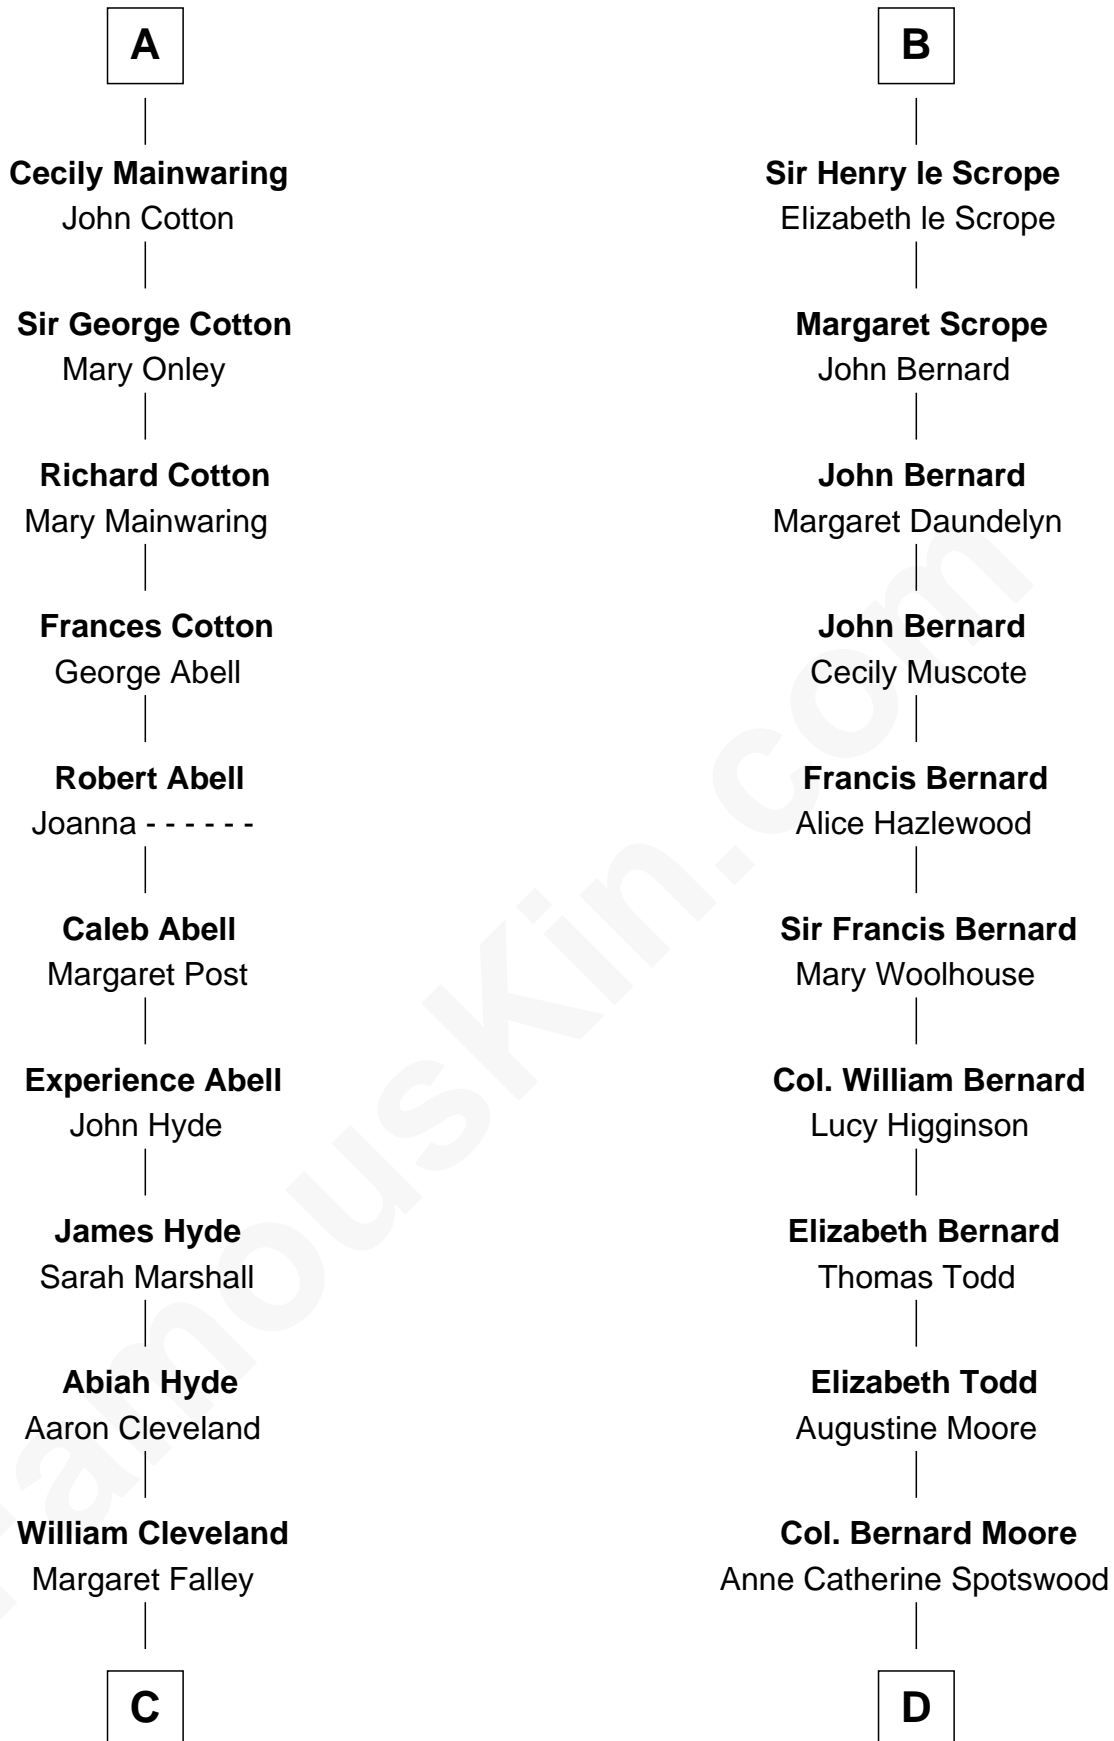 A
Cecily Mainwaring
John Cotton
Sir George Cotton
Mary Onley
Richard Cotton
Mary Mainwaring
Frances Cotton
George Abell
Robert Abell
Joanna - - - - - -
Caleb Abell
Margaret Post
Experience Abell
John Hyde
James Hyde
Sarah Marshall
Abiah Hyde
Aaron Cleveland
William Cleveland
Margaret Falley
C
B
Sir Henry le Scrope
Elizabeth le Scrope
Margaret Scrope
John Bernard
John Bernard
Margaret Daundelyn
John Bernard
Cecily Muscote
Francis Bernard
Alice Hazlewood
Sir Francis Bernard
Mary Woolhouse
Col. William Bernard
Lucy Higginson
Elizabeth Bernard
Thomas Todd
Elizabeth Todd
Augustine Moore
Col. Bernard Moore
Anne Catherine Spotswood
D
FamousKin.com